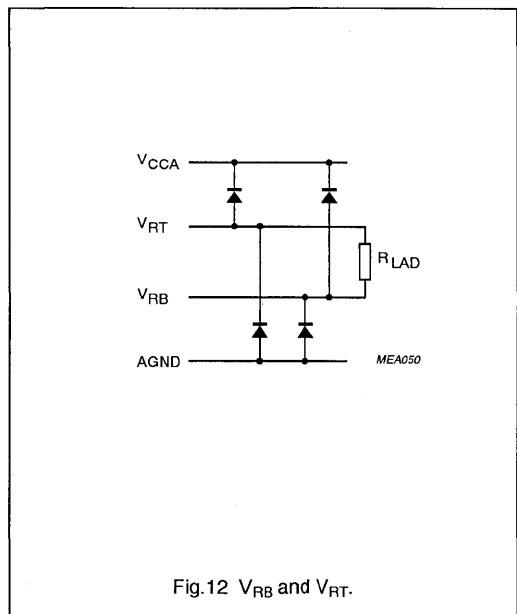 VCCA
VRT
RLAD
VRB
AGND
MEA050
Fig.12 VRB and VRT.